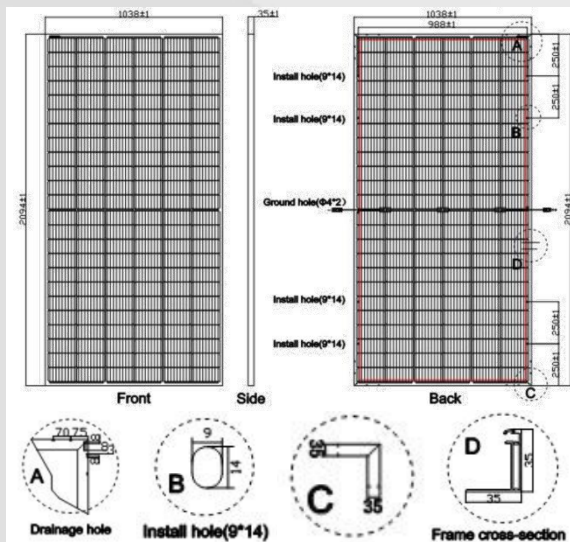 1038±1
35±1
1038±1
988±1
A
250±1
Install hole(9*14)
250±1
Install hole(9*14)
B
2094±1
Ground hole(Φ4*2)
2094±1
D
Install hole(9*14)
250±1
Install hole(9*14)
250±1
C
Front
Side
Back
70,75
A
Drainage hole
9
14
B
Install hole(9*14)
35
C
35
D
35
35
Frame cross-section